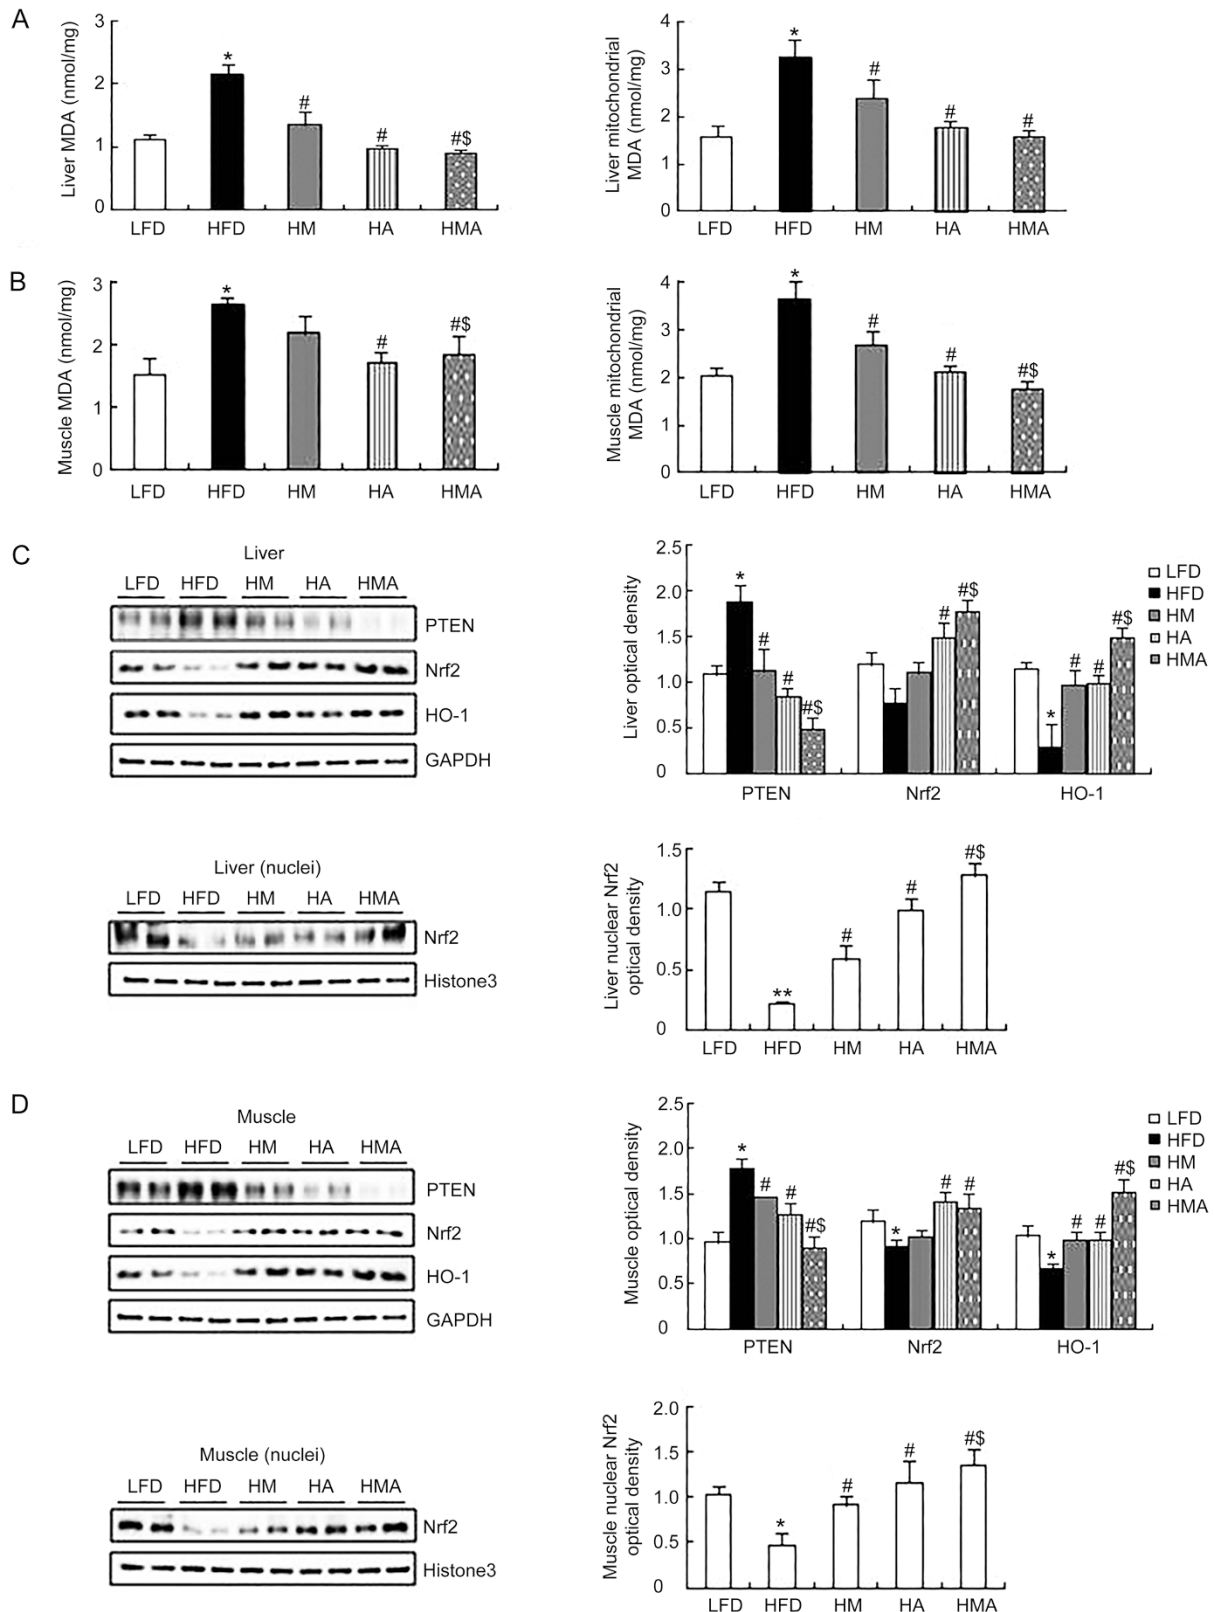 A
Liver MDA (nmol/mg)
3
2
1
0
*
#
#
#$
LFD HFD HM HA HMA
Liver mitochondrial
MDA (nmol/mg)
4
3
2
1
0
*
#
#
#
LFD HFD HM HA HMA
B
Muscle MDA (nmol/mg)
3
2
1
0
*
#
#$
LFD HFD HM HA HMA
Muscle mitochondrial
MDA (nmol/mg)
4
3
2
1
0
*
#
#
#$
LFD HFD HM HA HMA
C
Liver
LFD HFD HM HA HMA
PTEN
Nrf2
HO-1
GAPDH
Liver optical density
2.5
2.0
1.5
1.0
0.5
0
*
#
#
#$
#
#$
*
#
#
#$
PTEN Nrf2 HO-1
LFD
HFD
HM
HA
HMA
Liver (nuclei)
LFD HFD HM HA HMA
Nrf2
Histone3
Liver nuclear Nrf2
optical density
1.5
1.0
0.5
0
**
#
#
#$
LFD HFD HM HA HMA
D
Muscle
LFD HFD HM HA HMA
PTEN
Nrf2
HO-1
GAPDH
Muscle optical density
2.5
2.0
1.5
1.0
0.5
0
*
#
#
#$
*
#
#
*
#
#
#$
PTEN Nrf2 HO-1
LFD
HFD
HM
HA
HMA
Muscle (nuclei)
LFD HFD HM HA HMA
Nrf2
Histone3
Muscle nuclear Nrf2
optical density
2.0
1.5
1.0
0.5
0
*
#
#
#$
LFD HFD HM HA HMA